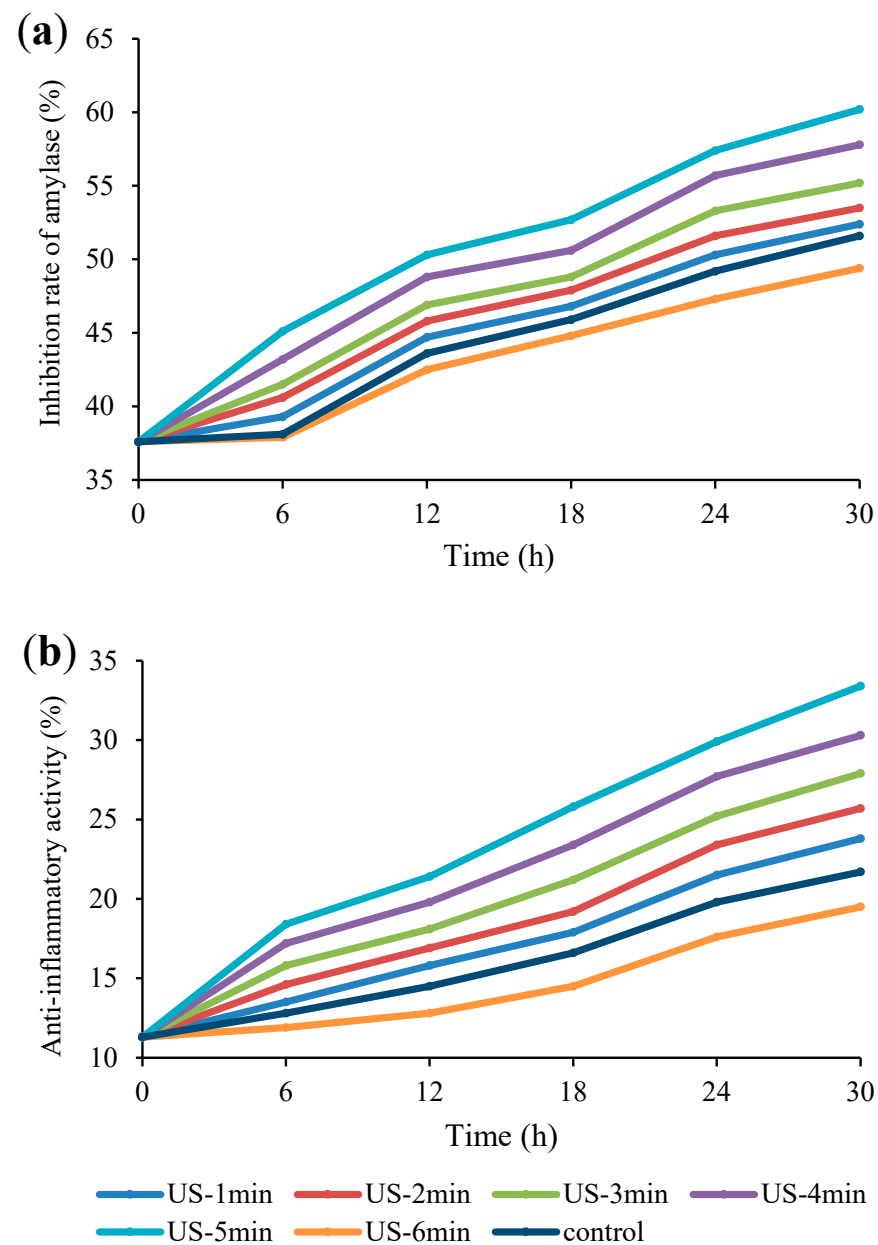 (a)
Inhibition rate of amylase (%)
65
60
55
50
45
40
35
0 6 12 18 24 30
Time (h)
(b)
Anti-inflammatory activity (%)
35
30
25
20
15
10
0 6 12 18 24 30
Time (h)
US-1min US-2min US-3min US-4min
US-5min US-6min control